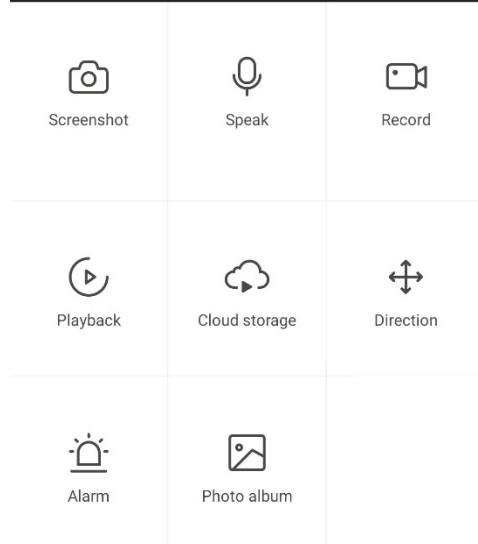 Screenshot
Speak
Record
Playback
Cloud storage
Direction
Alarm
Photo album